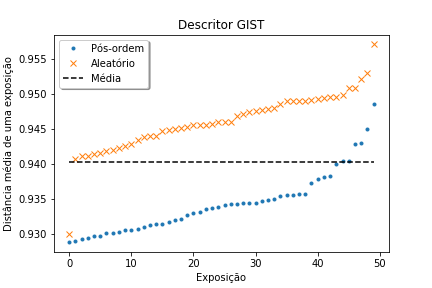 Descritor GIST
Pós-ordem
Aleatório
Média
Distância média de uma exposição
0.955
0.950
0.945
0.940
0.935
0.930
0 10 20 30 40 50
Exposição